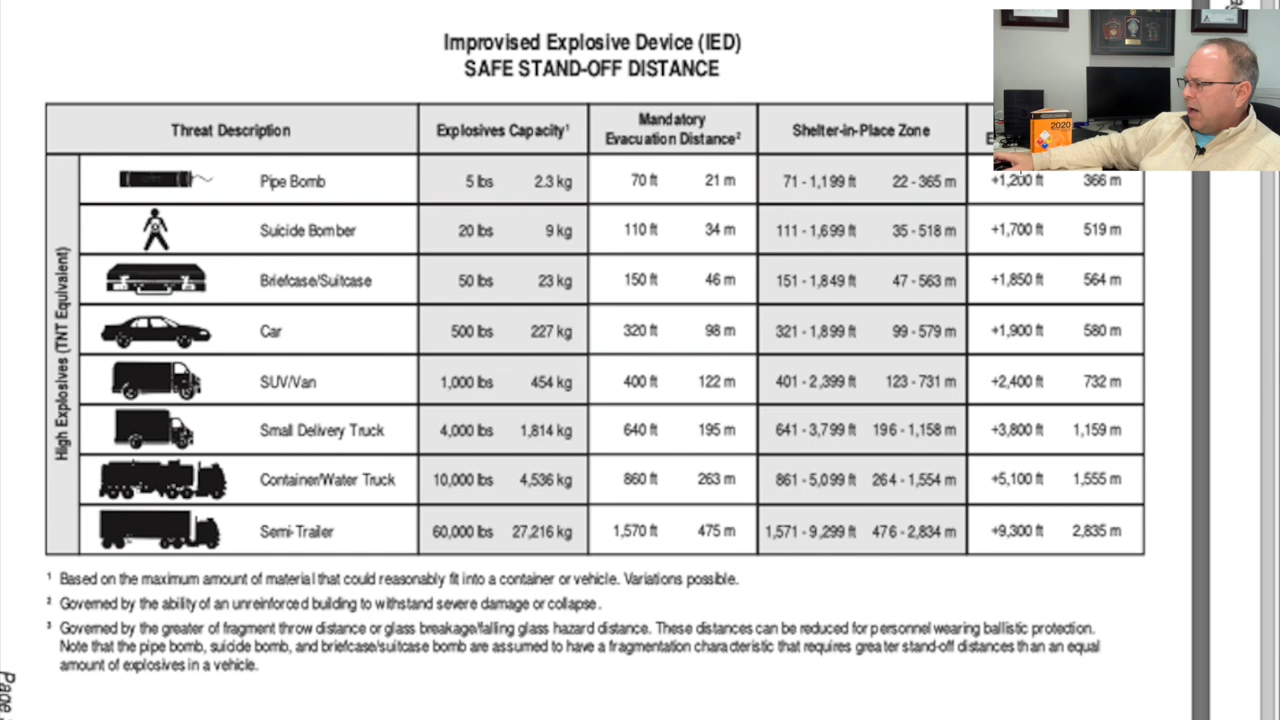 Improvised Explosive Device (IED)
SAFE STAND-OFF DISTANCE
Threat Description Explosives Capacity¹ Mandatory Evacuation Distance² Shelter-in-Place Zone
High Explosives (TNT Equivalent)
Pipe Bomb 5 lbs 2.3 kg 70 ft 21 m 71 - 1,199 ft 22 - 365 m +1,200 ft 366 m
Suicide Bomber 20 lbs 9 kg 110 ft 34 m 111 - 1,699 ft 35 - 518 m +1,700 ft 519 m
Briefcase/Suitcase 50 lbs 23 kg 150 ft 46 m 151 - 1,849 ft 47 - 563 m +1,850 ft 564 m
Car 500 lbs 227 kg 320 ft 98 m 321 - 1,899 ft 99 - 579 m +1,900 ft 580 m
SUV/Van 1,000 lbs 454 kg 400 ft 122 m 401 - 2,399 ft 123 - 731 m +2,400 ft 732 m
Small Delivery Truck 4,000 lbs 1,814 kg 640 ft 195 m 641 - 3,799 ft 196 - 1,158 m +3,800 ft 1,159 m
Container/Water Truck 10,000 lbs 4,536 kg 860 ft 263 m 861 - 5,099 ft 264 - 1,554 m +5,100 ft 1,555 m
Semi-Trailer 60,000 lbs 27,216 kg 1,570 ft 475 m 1,571 - 9,299 ft 476 - 2,834 m +9,300 ft 2,835 m
¹ Based on the maximum amount of material that could reasonably fit into a container or vehicle. Variations possible.
² Governed by the ability of an unreinforced building to withstand severe damage or collapse.
³ Governed by the greater of fragment throw distance or glass breakage/falling glass hazard distance. These distances can be reduced for personnel wearing ballistic protection.
Note that the pipe bomb, suicide bomb, and briefcase/suitcase bomb are assumed to have a fragmentation characteristic that requires greater stand-off distances than an equal
amount of explosives in a vehicle.
Page
2020